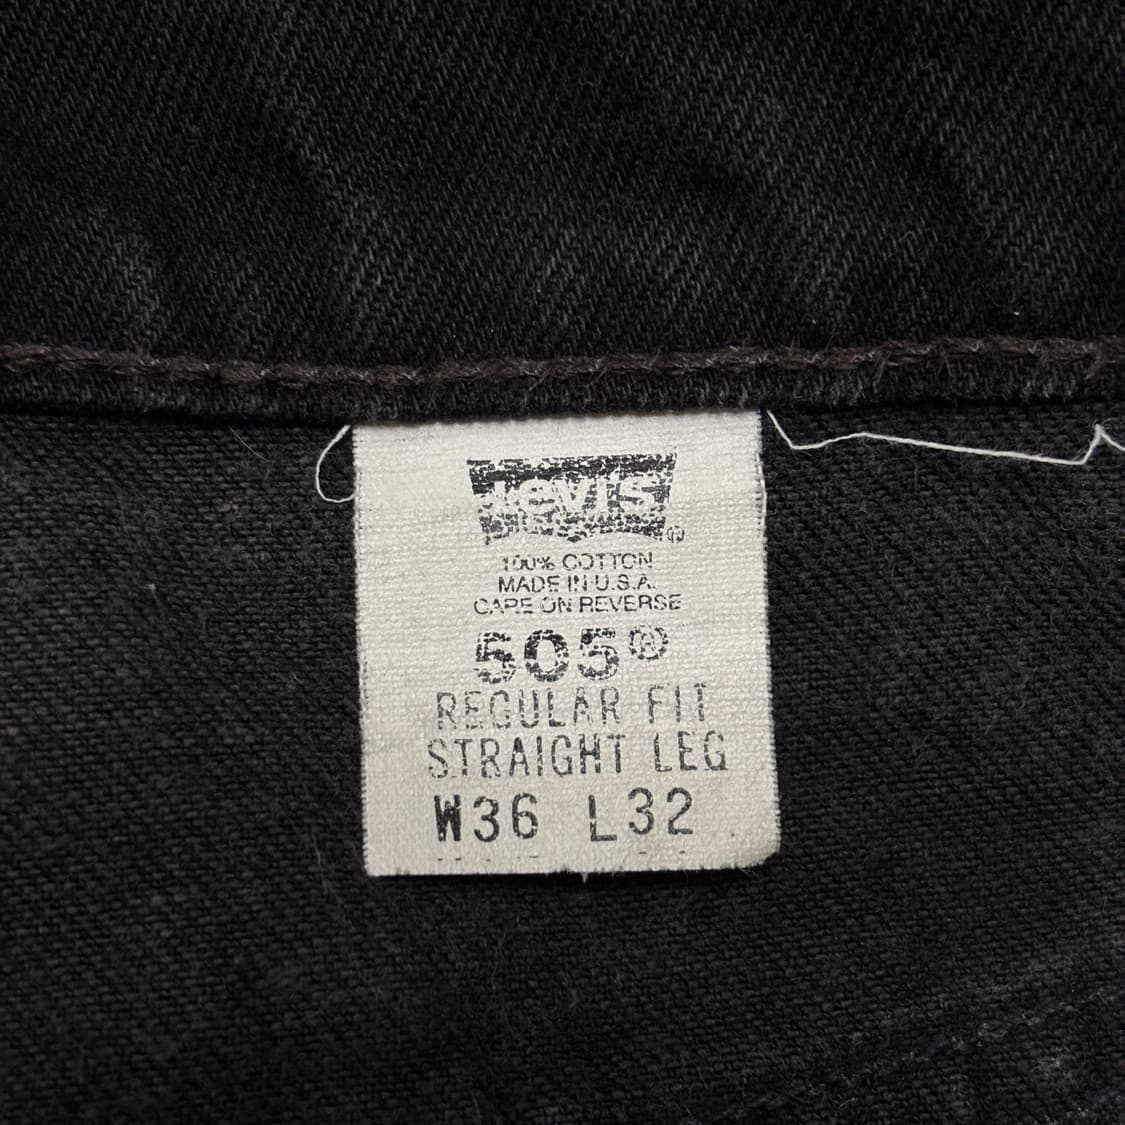 Levi's®
100% COTTON
MADE IN U.S.A.
CARE ON REVERSE
505®
REGULAR FIT
STRAIGHT LEG
W36 L32